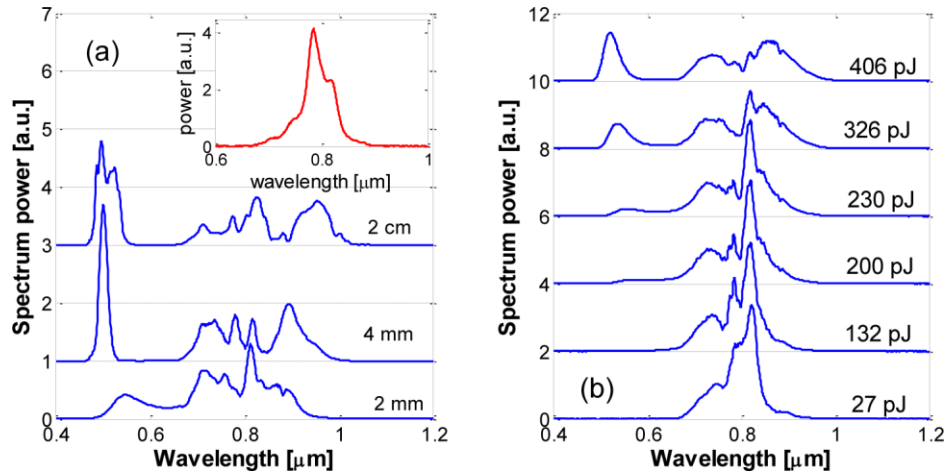 (a)
7
6
5
4
3
2
1
0
Spectrum power [a.u.]
0.4
0.6
0.8
1
1.2
Wavelength [μm]
2 cm
4 mm
2 mm
4
2
0
power [a.u.]
0.6
0.8
1
wavelength [μm]
(b)
12
10
8
6
4
2
0
Spectrum power [a.u.]
0.4
0.6
0.8
1
1.2
Wavelength [μm]
406 pJ
326 pJ
230 pJ
200 pJ
132 pJ
27 pJ